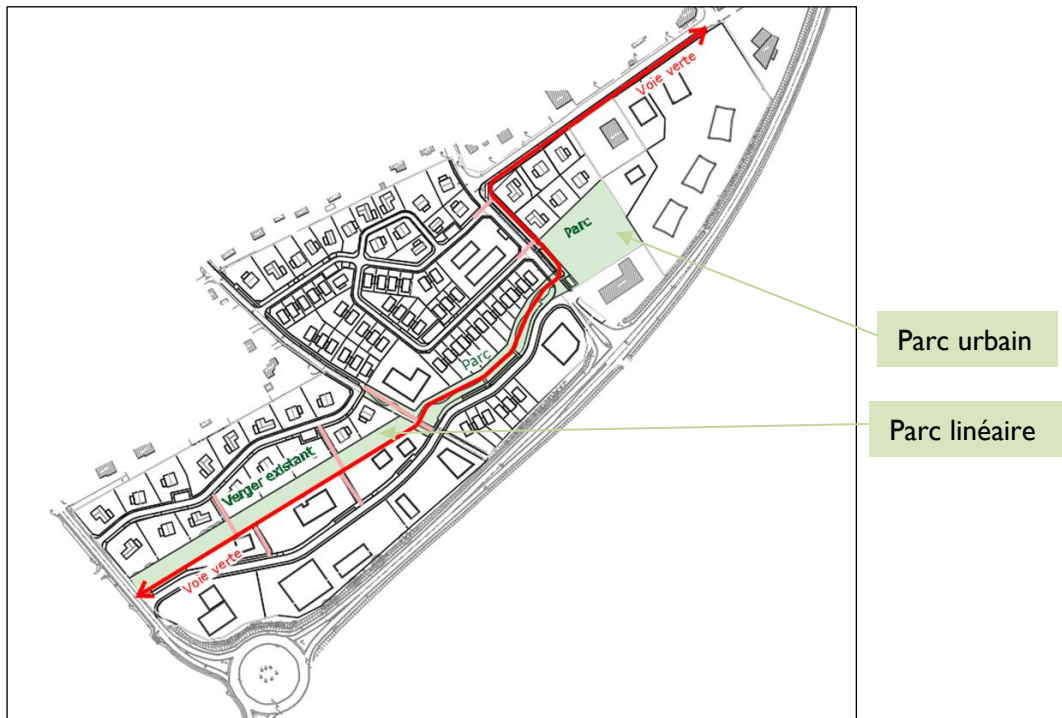 Voie verte
Parc
Parc urbain
Parc
Parc linéaire
Verger existant
Voie verte